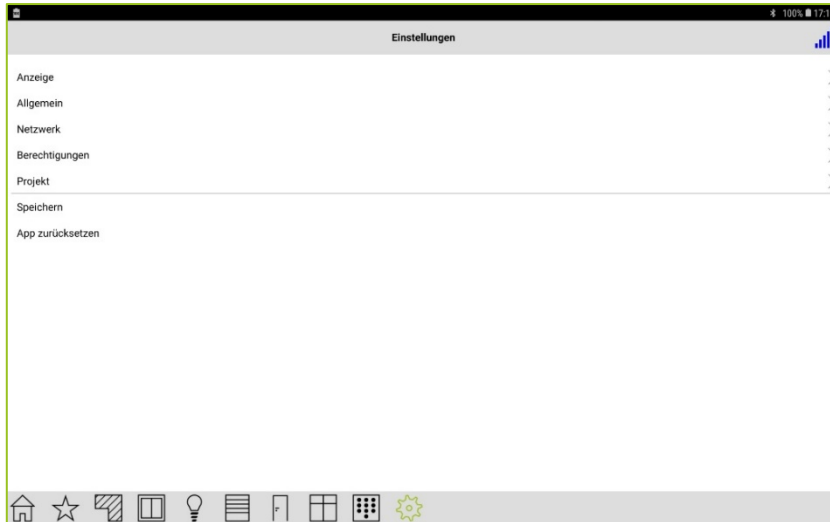 100% 17:1
Einstellungen
Anzeige
Allgemein
Netzwerk
Berechtigungen
Projekt
Speichern
App zurücksetzen